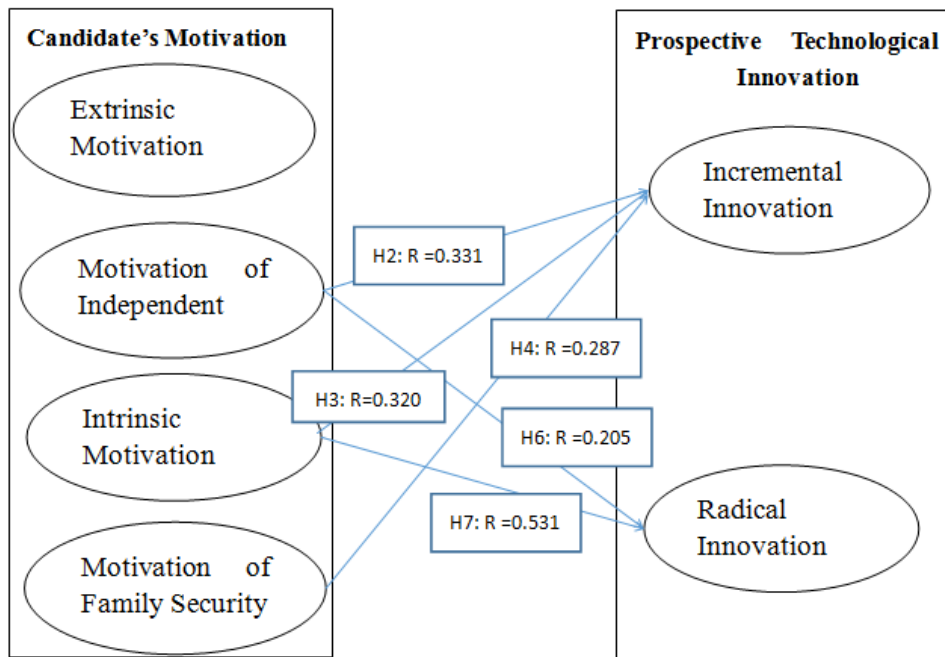 Candidate's Motivation
Extrinsic
Motivation
Motivation of
Independent
Intrinsic
Motivation
Motivation of
Family Security
H2: R =0.331
H3: R=0.320
H4: R =0.287
H6: R =0.205
H7: R =0.531
Prospective Technological
Innovation
Incremental
Innovation
Radical
Innovation